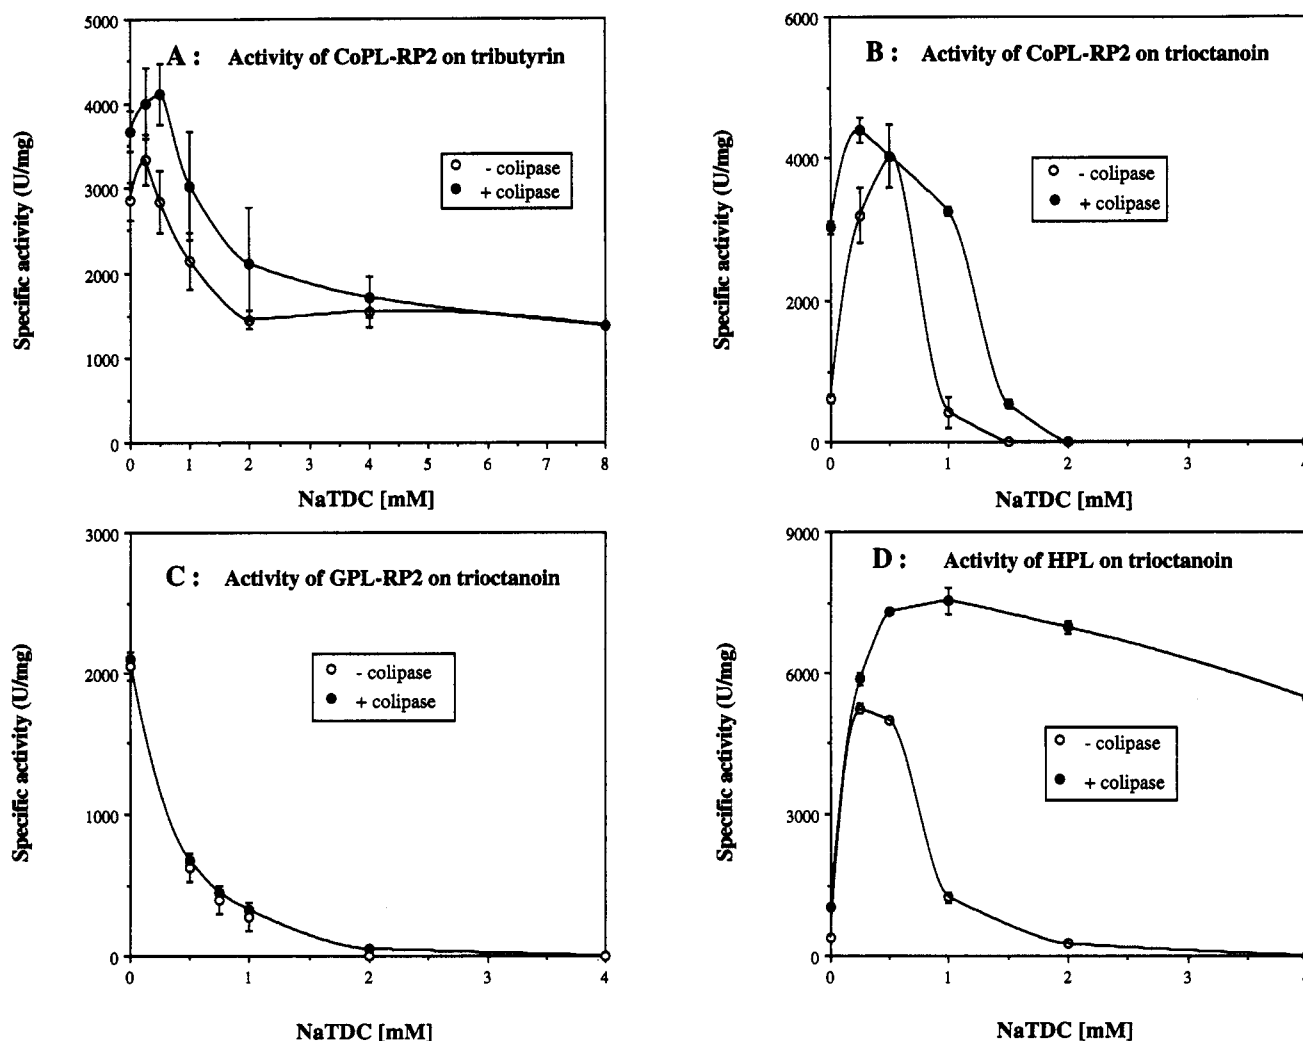 A : Activity of CoPL-RP2 on tributyrin
Specific activity (U/mg)
5000
4000
3000
2000
1000
0
- colipase
+ colipase
0 1 2 3 4 5 6 7 8
NaTDC [mM]
B : Activity of CoPL-RP2 on trioctanoin
Specific activity (U/mg)
6000
4000
2000
0
- colipase
+ colipase
0 1 2 3 4
NaTDC [mM]
C : Activity of GPL-RP2 on trioctanoin
Specific activity (U/mg)
3000
2000
1000
0
- colipase
+ colipase
0 1 2 3 4
NaTDC [mM]
D : Activity of HPL on trioctanoin
Specific activity (U/mg)
9000
6000
3000
0
- colipase
+ colipase
0 1 2 3 4
NaTDC [mM]